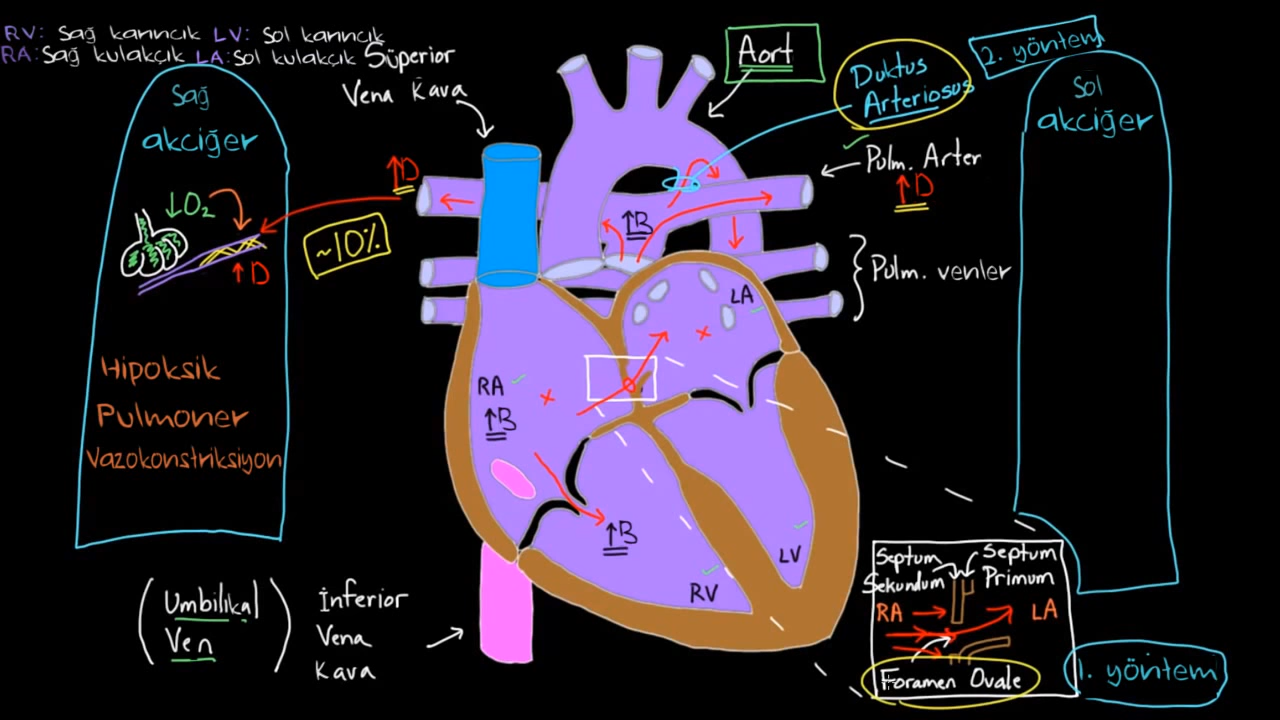 RV: Sağ karıncık LV: Sol karıncık
RA: Sağ kulakçık LA: Sol kulakçık
Süperior
Vena Kava
Aort
Duktus
Arteriosus
2. yöntem
Sağ
akciğer
Sol
akciğer
Pulm. Arter
↑D
↑D
↓O₂
↑D
~10%
↑B
Pulm. venler
LA
RA
↑B
Hipoksik
Pulmoner
Vazokonstriksiyon
↑B
LV
RV
(Umbilikal
Ven)
İnferior
Vena
Kava
Septum
Sekundum
Septum
Primum
RA
LA
Foramen Ovale
1. yöntem